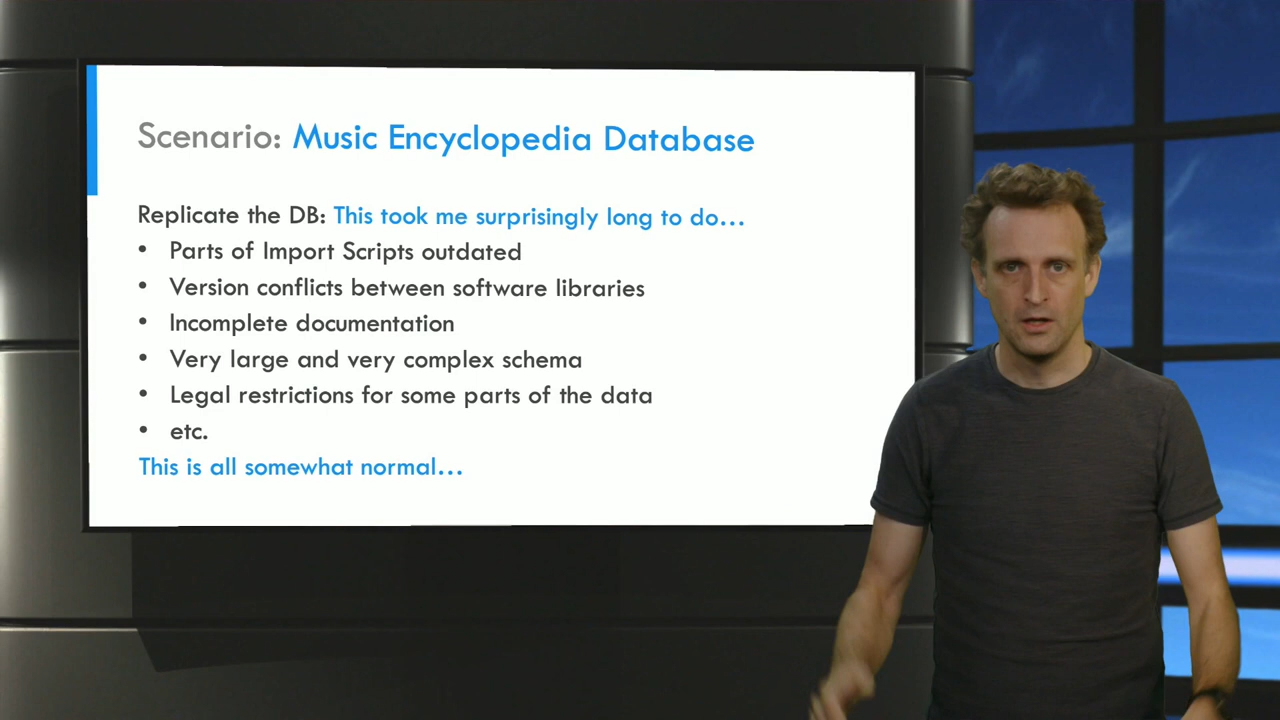 Scenario: Music Encyclopedia Database
Replicate the DB: This took me surprisingly long to do…
• Parts of Import Scripts outdated
• Version conflicts between software libraries
• Incomplete documentation
• Very large and very complex schema
• Legal restrictions for some parts of the data
• etc.
This is all somewhat normal…